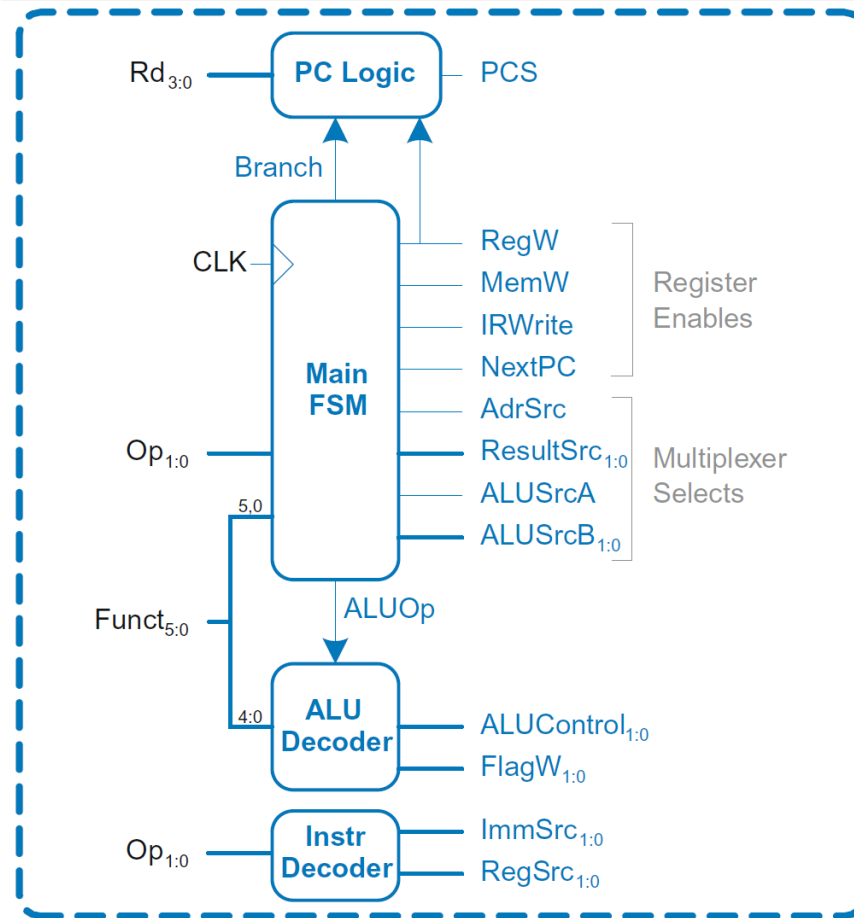 Rd3:0
PC Logic
PCS
Branch
CLK
RegW
MemW
IRWrite
NextPC
Register
Enables
Main
FSM
AdrSrc
Op1:0
ResultSrc1:0
ALUSrcA
ALUSrcB1:0
Multiplexer
Selects
5,0
ALUOp
Funct5:0
4:0
ALU
Decoder
ALUControl1:0
FlagW1:0
Op1:0
Instr
Decoder
ImmSrc1:0
RegSrc1:0